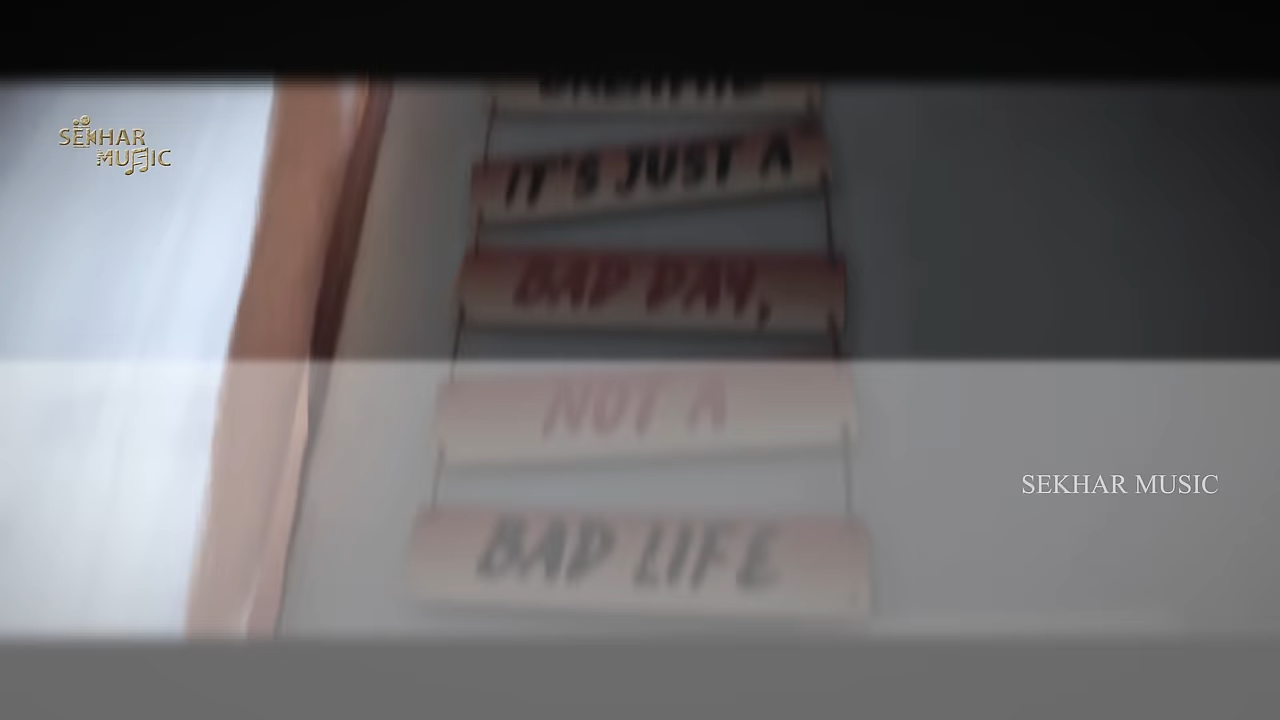 SEKHAR
MUSIC
IT'S JUST A
BAD DAY,
NOT A
BAD LIFE
SEKHAR MUSIC